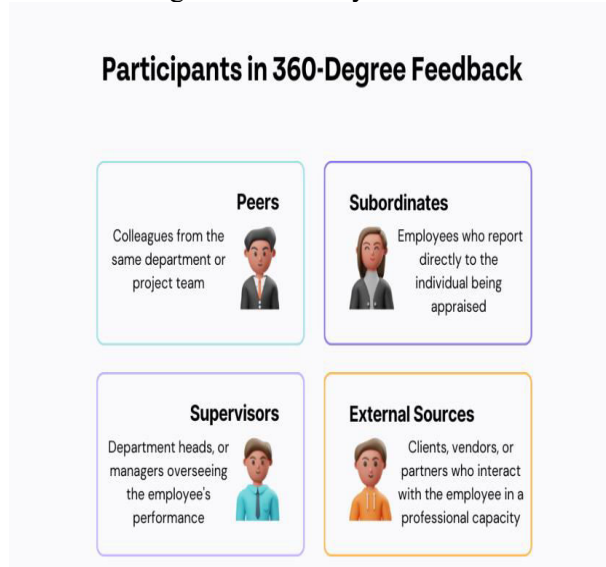 Participants in 360-Degree Feedback
Peers
Colleagues from the
same department or
project team
Subordinates
Employees who report
directly to the
individual being
appraised
Supervisors
Department heads, or
managers overseeing
the employee's
performance
External Sources
Clients, vendors, or
partners who interact
with the employee in a
professional capacity